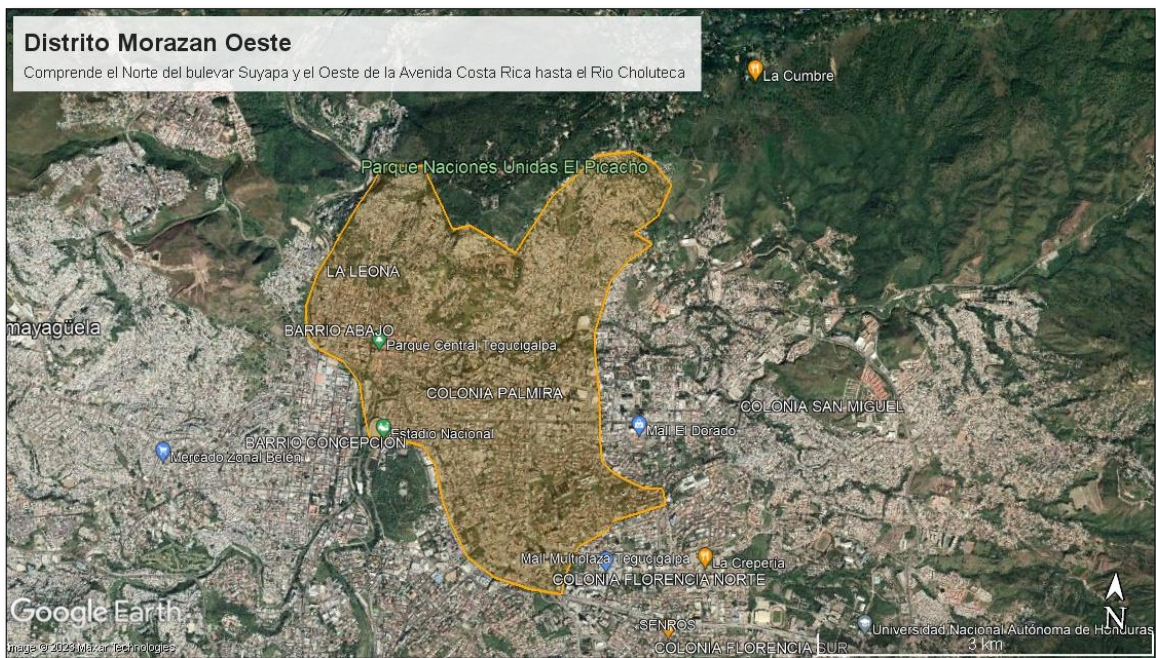 Distrito Morazan Oeste
Comprende el Norte del bulevar Suyapa y el Oeste de la Avenida Costa Rica hasta el Rio Choluteca
La Cumbre
Parque Naciones Unidas El Picacho
LA LEONA
mayagüela
BARRIO ABAJO
Parque Central Tegucigalpa
COLONIA PALMIRA
COLONIA SAN MIGUEL
Estadio Nacional
Mall El Dorado
BARRIO CONCEPCIÓN
Mercado Zonal Belén
Mall Multiplaza Tegucigalpa
La Creperia
COLONIA FLORENCIA NORTE
Google Earth
N
SENROS
Universidad Nacional Autónoma de Honduras
Image © 2023 Maxar Technologies
COLONIA FLORENCIA SUR
3 km